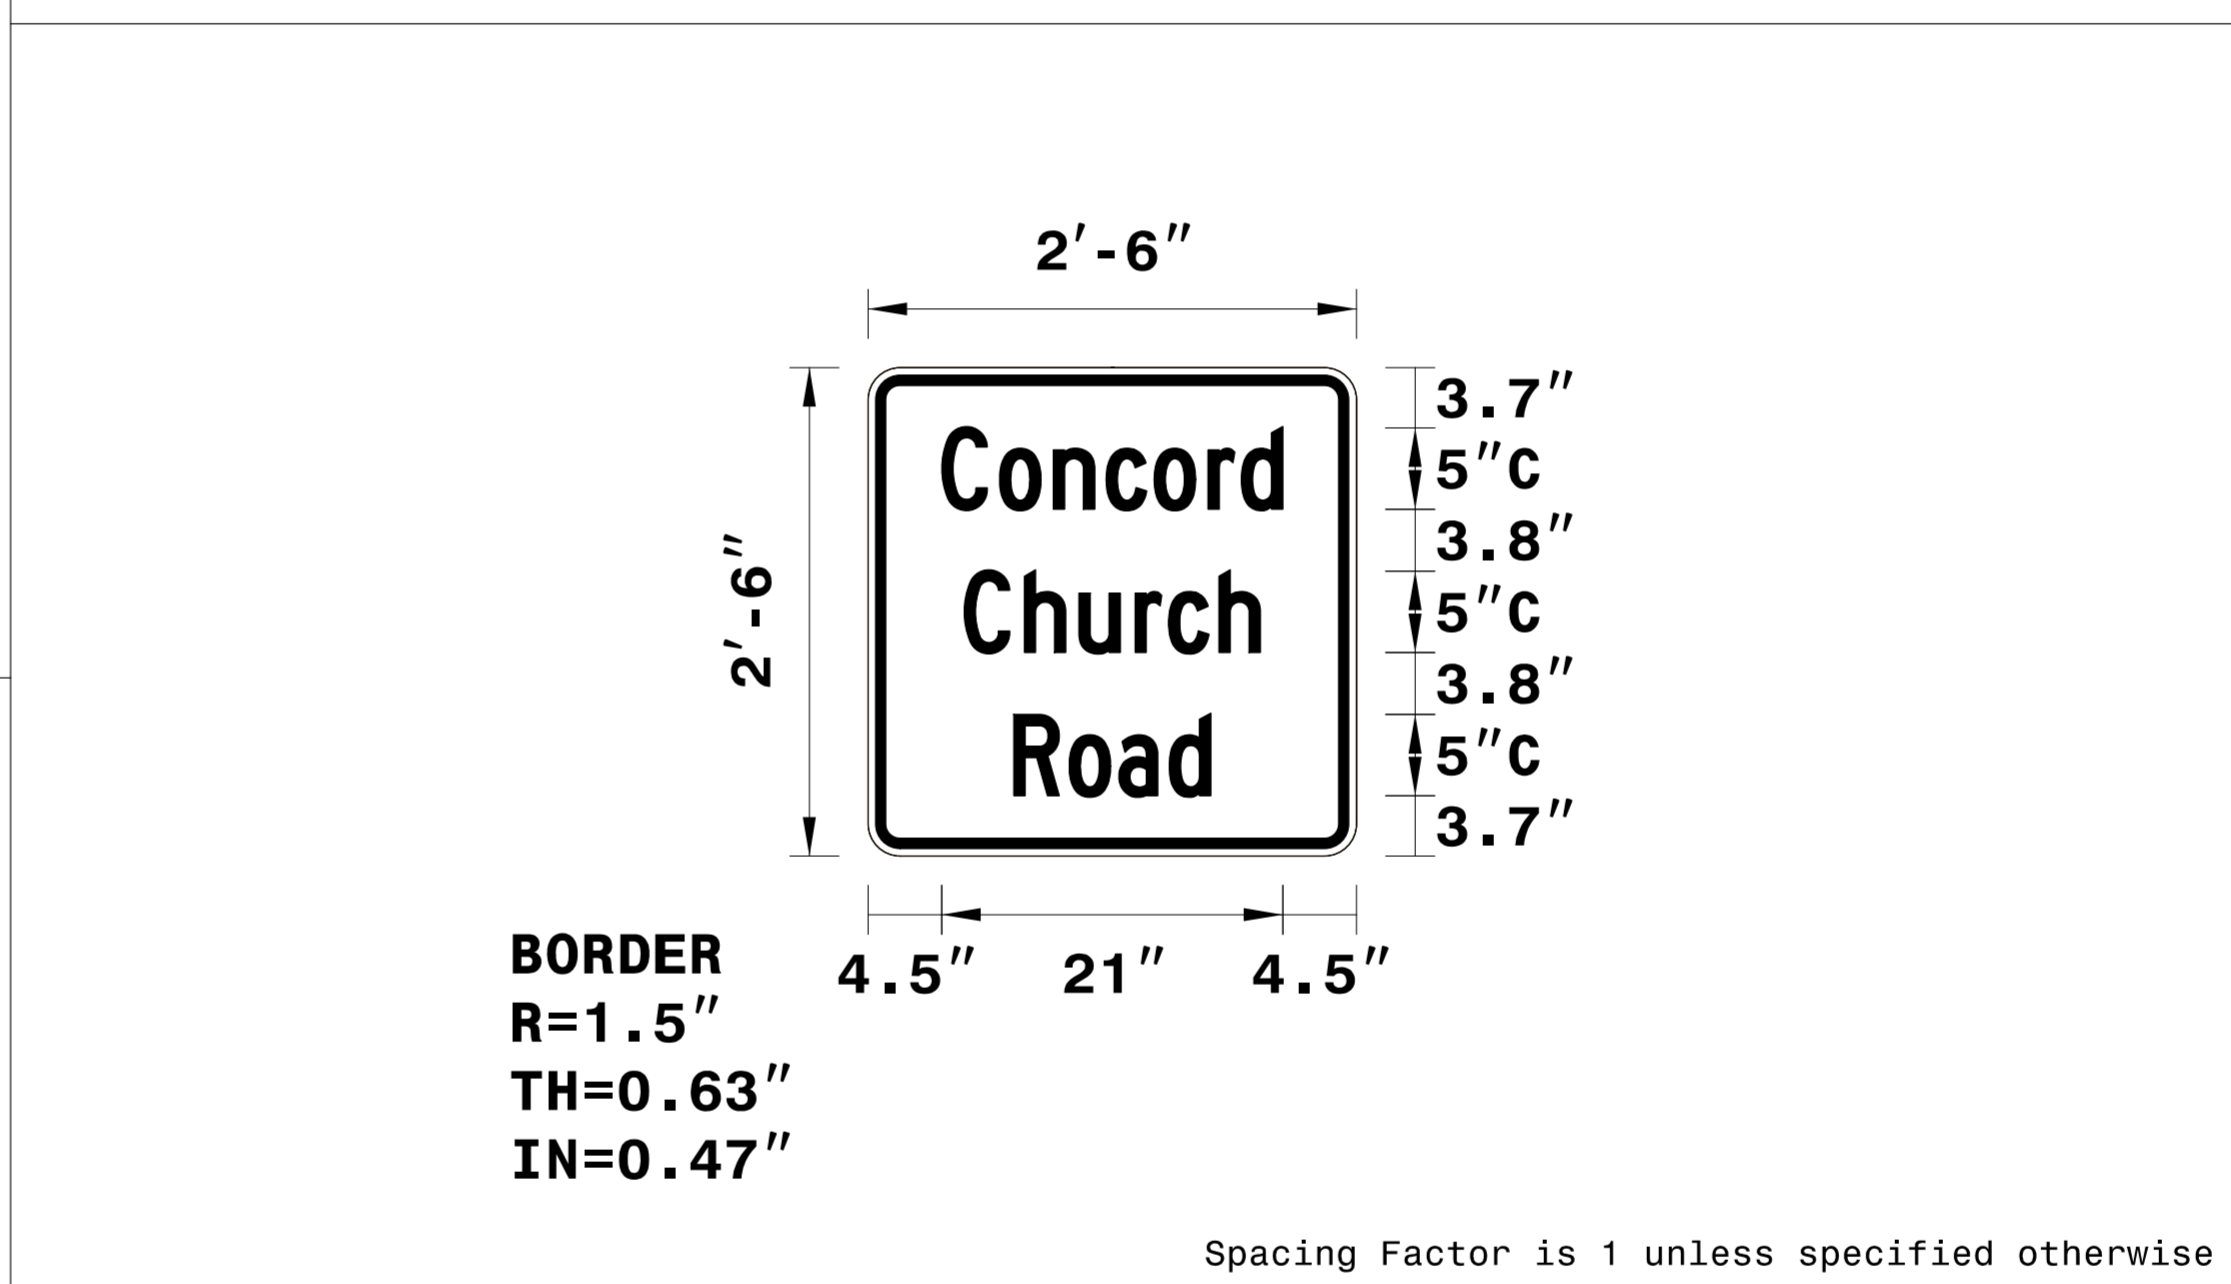 2'-6"
2'-6"
Concord
Church
Road
3.7"
5"C
3.8"
5"C
3.8"
5"C
3.7"
4.5" 21" 4.5"
BORDER
R=1.5"
TH=0.63"
IN=0.47"
Spacing Factor is 1 unless specified otherwise